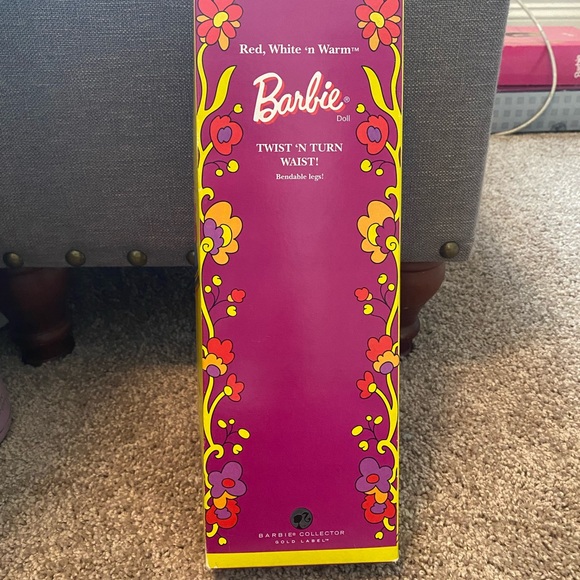 Red, White 'n Warm™
Barbie®
Doll
TWIST 'N TURN
WAIST!
Bendable legs!
BARBIE® COLLECTOR
GOLD LABEL™